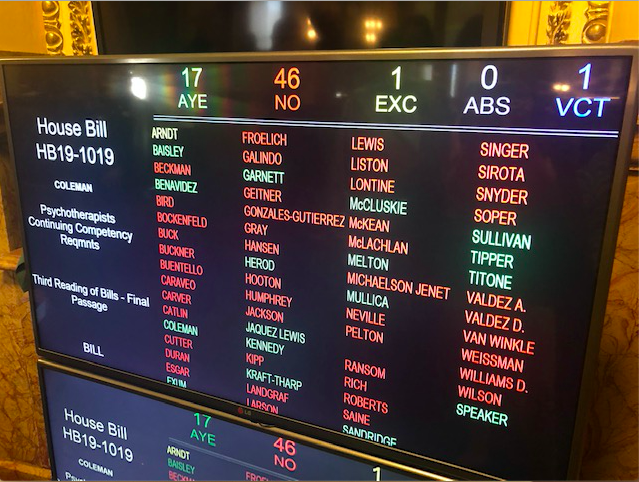 17 46 1 0 1
AYE NO EXC ABS VCT
House Bill
HB19-1019
COLEMAN
Psychotherapists
Continuing Competency
Reqmnts
Third Reading of Bills - Final
Passage
BILL
ARNDT
BAISLEY
BECKMAN
BENAVIDEZ
BIRD
BOCKENFELD
BUCK
BUCKNER
BUENTELLO
CARAVEO
CARVER
CATLIN
COLEMAN
CUTTER
DURAN
ESGAR
EXUM
FROELICH
GALINDO
GARNETT
GEITNER
GONZALES-GUTIERREZ
GRAY
HANSEN
HEROD
HOOTON
HUMPHREY
JACKSON
JAQUEZ LEWIS
KENNEDY
KIPP
KRAFT-THARP
LANDGRAF
LARSON
LEWIS
LISTON
LONTINE
McCLUSKIE
McKEAN
McLACHLAN
MELTON
MICHAELSON JENET
MULLICA
NEVILLE
PELTON
RANSOM
RICH
ROBERTS
SAINE
SANDRIDGE
SINGER
SIROTA
SNYDER
SOPER
SULLIVAN
TIPPER
TITONE
VALDEZ A.
VALDEZ D.
VAN WINKLE
WEISSMAN
WILLIAMS D.
WILSON
SPEAKER
LG
17 46 1
AYE NO
House Bill
HB19-1019
COLEMAN
ARNDT
BAISLEY